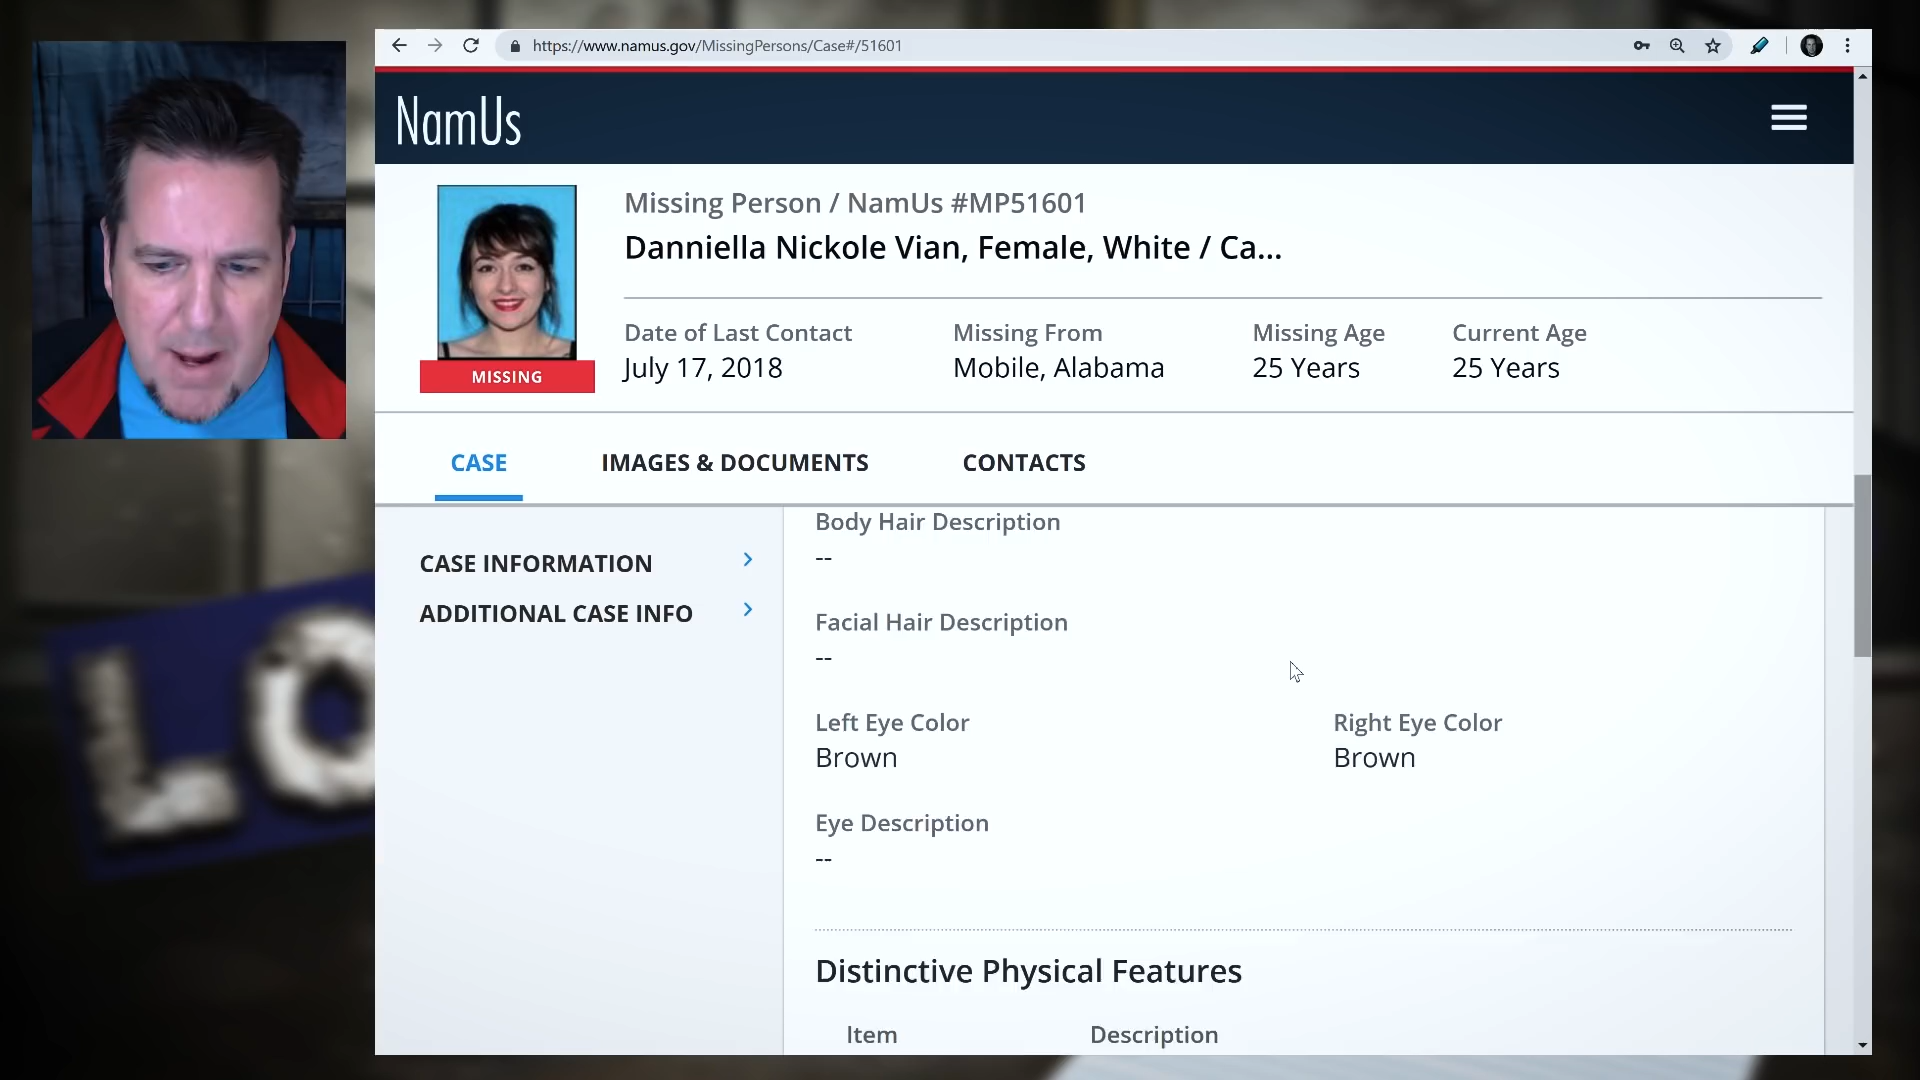 https://www.namus.gov/MissingPersons/Case#/51601
NamUs
Missing Person / NamUs #MP51601
Danniella Nickole Vian, Female, White / Ca...
Date of Last Contact
Missing From
Missing Age
Current Age
July 17, 2018
Mobile, Alabama
25 Years
25 Years
MISSING
CASE
IMAGES & DOCUMENTS
CONTACTS
CASE INFORMATION
ADDITIONAL CASE INFO
Body Hair Description
--
Facial Hair Description
--
Left Eye Color
Right Eye Color
Brown
Brown
Eye Description
--
Distinctive Physical Features
Item
Description
LO